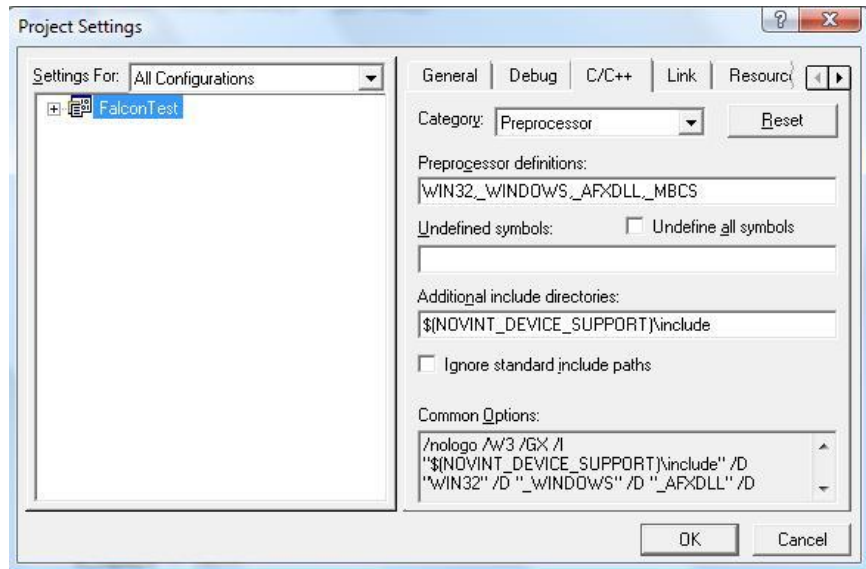 Project Settings
Settings For: All Configurations
FalconTest
General Debug C/C++ Link Resourc
Category: Preprocessor Reset
Preprocessor definitions:
WIN32,_WINDOWS,_AFXDLL,_MBCS
Undefined symbols: Undefine all symbols
Additional include directories:
$(NOVINT_DEVICE_SUPPORT)\include
Ignore standard include paths
Common Options:
/nologo /W3 /GX /I
"$(NOVINT_DEVICE_SUPPORT)\include" /D
"WIN32" /D "_WINDOWS" /D "_AFXDLL" /D
OK Cancel